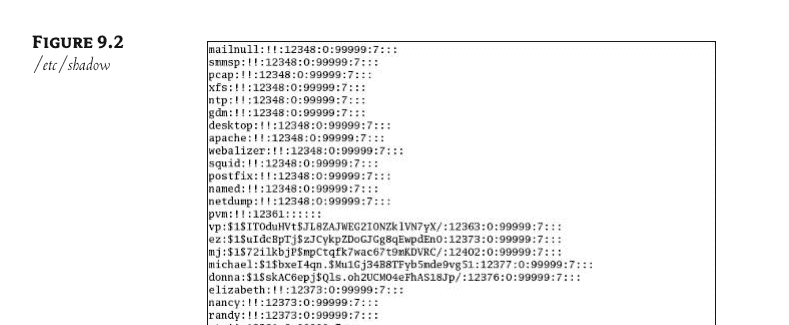 FIGURE 9.2
/etc/shadow
mailnull:!!:12348:0:99999:7:::
smmsp:!!:12348:0:99999:7:::
pcap:!!:12348:0:99999:7:::
xfs:!!:12348:0:99999:7:::
ntp:!!:12348:0:99999:7:::
gdm:!!:12348:0:99999:7:::
desktop:!!:12348:0:99999:7:::
apache:!!:12348:0:99999:7:::
webalizer:!!:12348:0:99999:7:::
squid:!!:12348:0:99999:7:::
postfix:!!:12348:0:99999:7:::
named:!!:12348:0:99999:7:::
netdump:!!:12348:0:99999:7:::
pvm:!!:12361::::::
vp:$1$ITOduHVt$JL8ZAJWEG2IONZklVN7yX/:12363:0:99999:7:::
ez:$1$uIdcBpTj$zJCykpZDoGJGg8qEwpdEn0:12373:0:99999:7:::
mj:$1$72ilkbjP$mpCtqfk7wac67t9mKDVRC/:12402:0:99999:7:::
michael:$1$bxeI4qn.$Mu1Gj34B8TFyb5mde9vg51:12377:0:99999:7:::
donna:$1$skAC6epj$Qls.oh2UCMO4eFhAS18Jp/:12376:0:99999:7:::
elizabeth:!!:12373:0:99999:7:::
nancy:!!:12373:0:99999:7:::
randy:!!:12373:0:99999:7:::